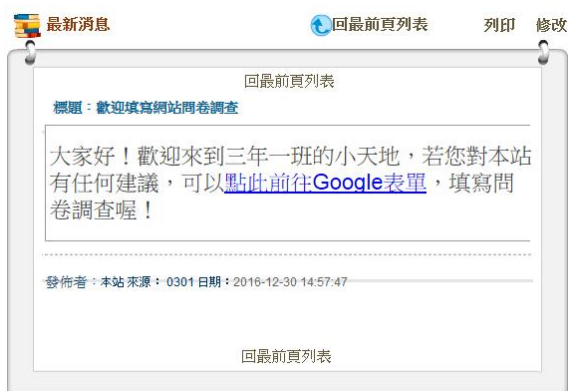 最新消息 回最前頁列表 列印 修改
回最前頁列表
標題：歡迎填寫網站問卷調查
大家好！歡迎來到三年一班的小天地，若您對本站
有任何建議，可以點此前往Google表單，填寫問
卷調查喔！
發佈者：本站 來源： 0301 日期：2016-12-30 14:57:47
回最前頁列表